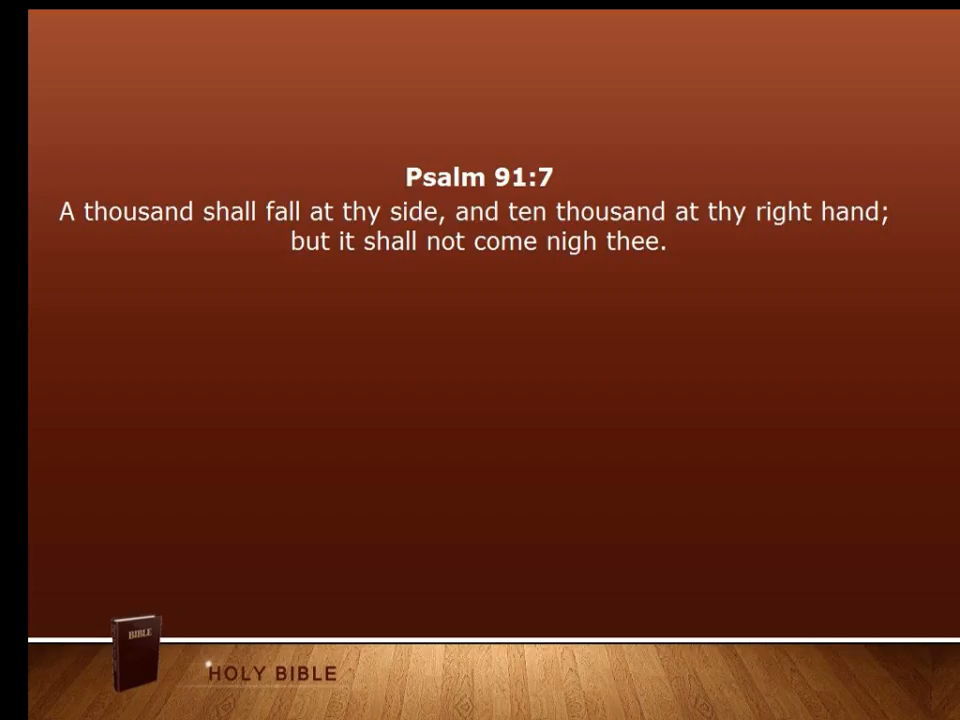 Psalm 91:7
A thousand shall fall at thy side, and ten thousand at thy right hand;
but it shall not come nigh thee.
BIBLE
HOLY BIBLE